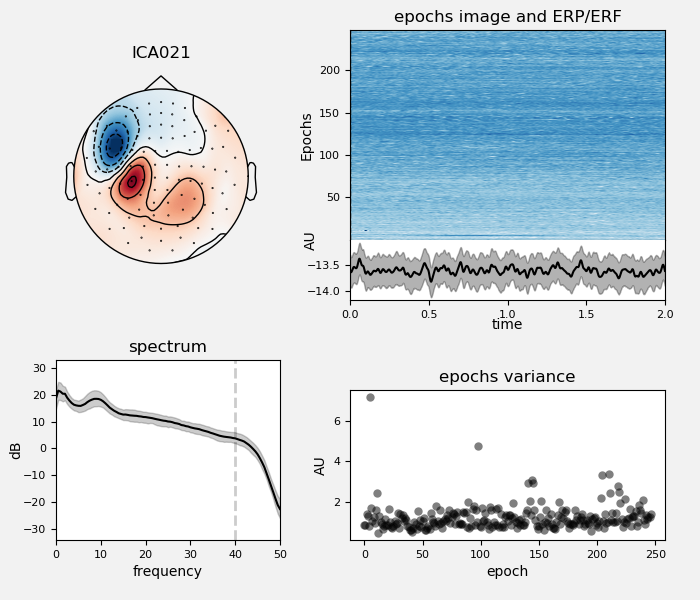 ICA021
epochs image and ERP/ERF
Epochs
200
150
100
50
AU
−13.5
−14.0
0.0 0.5 1.0 1.5 2.0
time
spectrum
dB
30
20
10
0
−10
−20
−30
0 10 20 30 40 50
frequency
epochs variance
AU
6
4
2
0 50 100 150 200 250
epoch